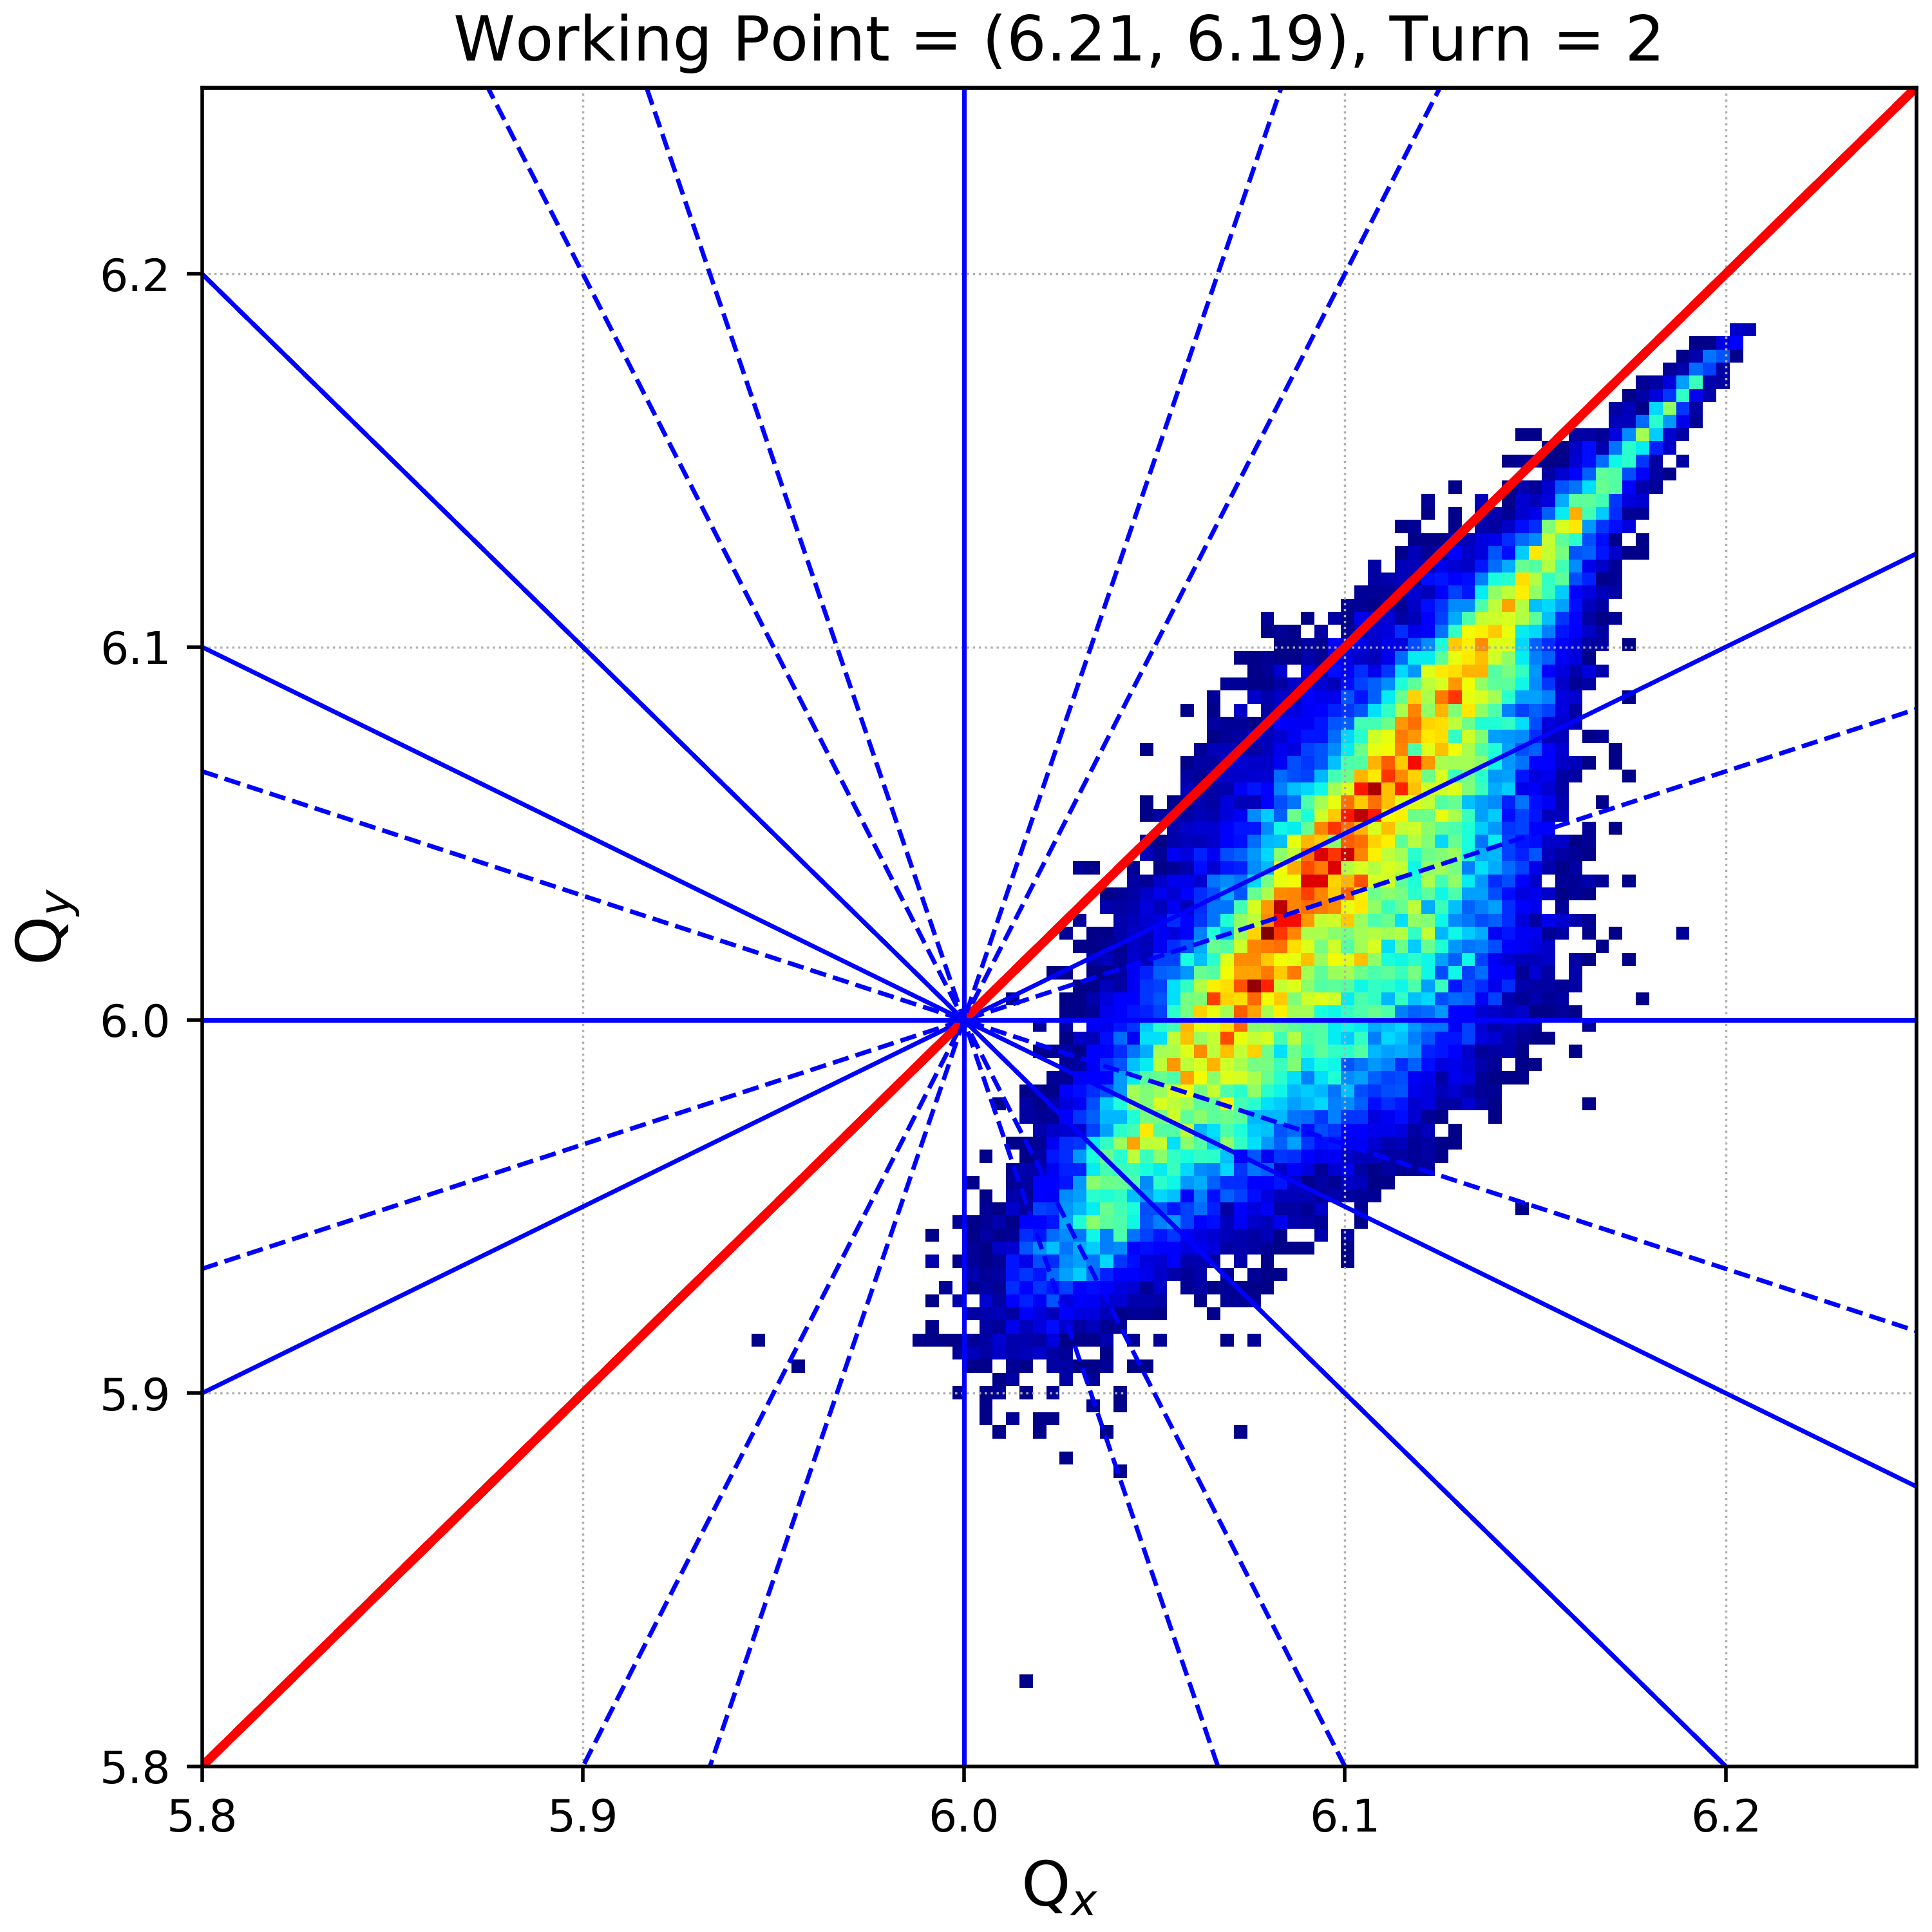 Working Point = (6.21, 6.19), Turn = 2
6.2
6.1
6.0
5.9
5.8
Qy
5.8 5.9 6.0 6.1 6.2
Qx